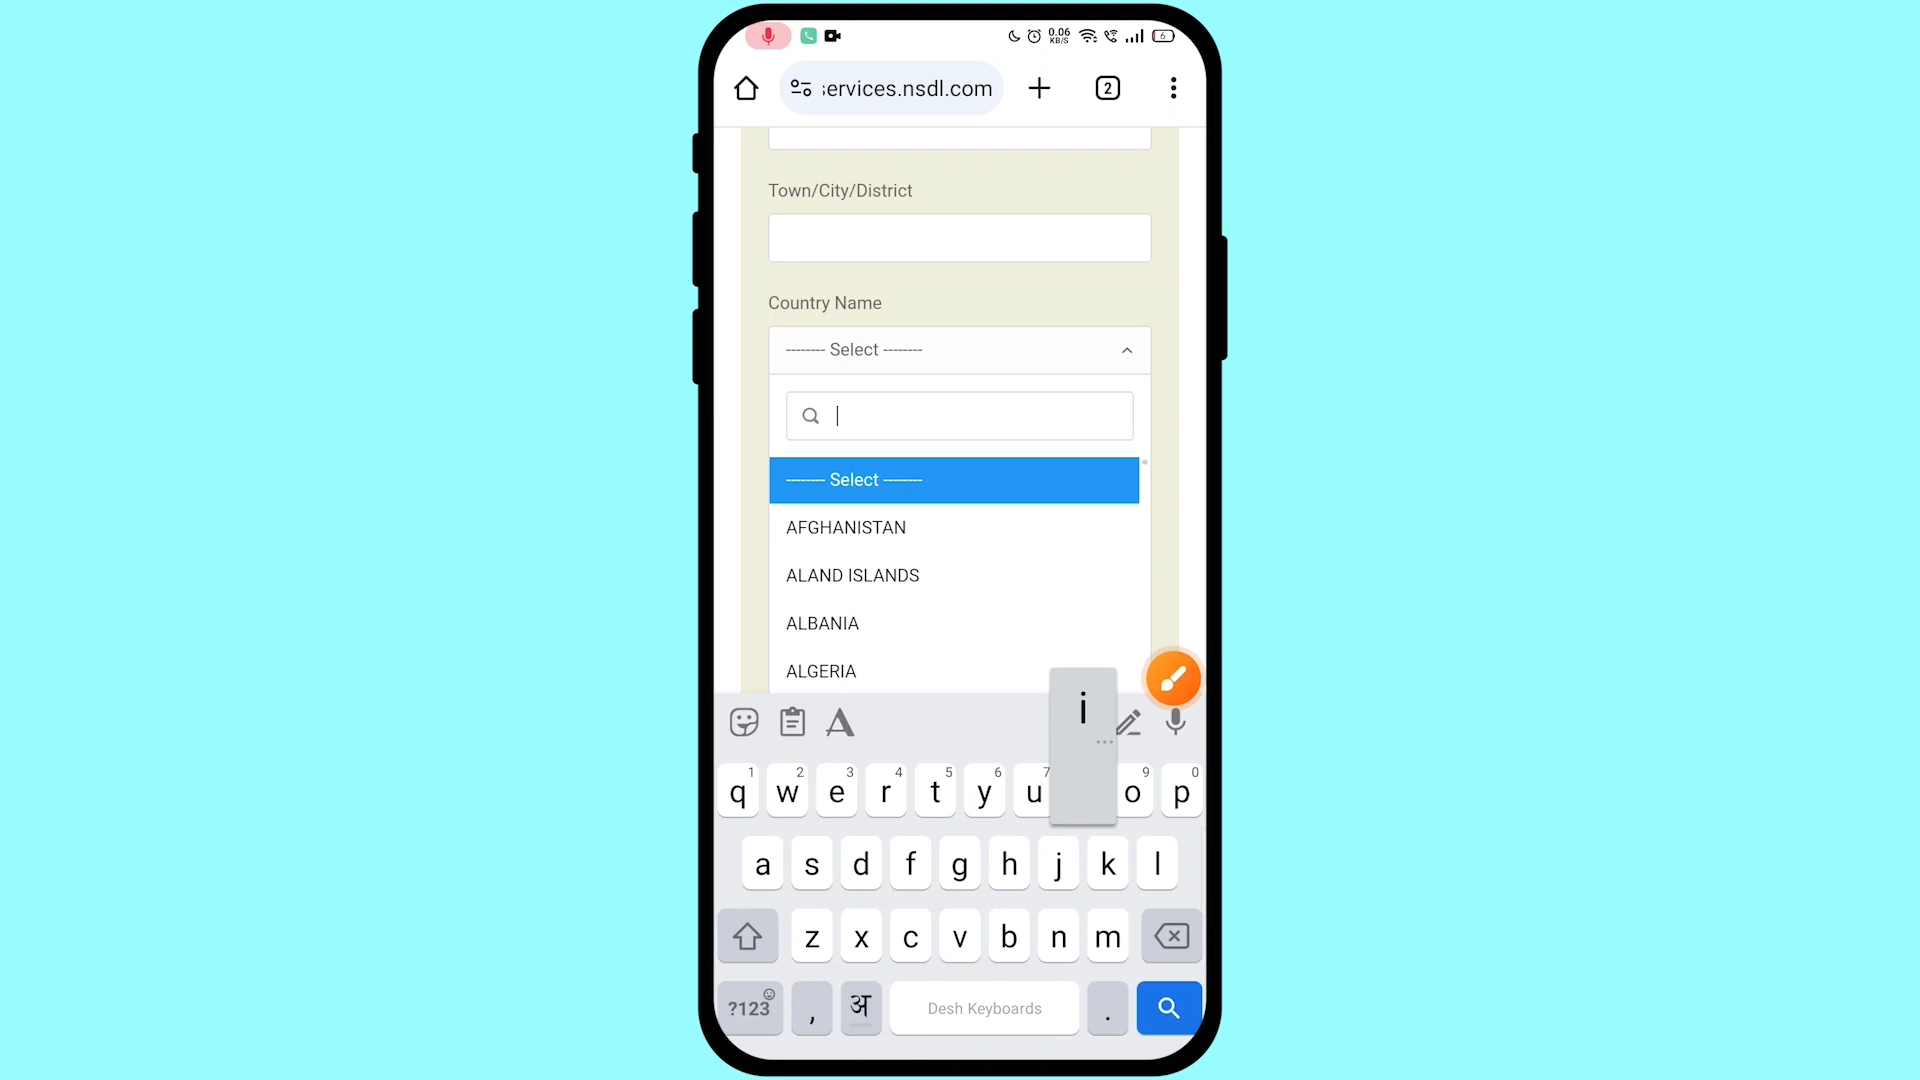 0.06
KB/S
6
services.nsdl.com
2
Town/City/District
Country Name
-------- Select --------
-------- Select --------
AFGHANISTAN
ALAND ISLANDS
ALBANIA
ALGERIA
i
...
1 2 3 4 5 6 7 9 0
q w e r t y u o p
a s d f g h j k l
z x c v b n m
?123 , अ Desh Keyboards .